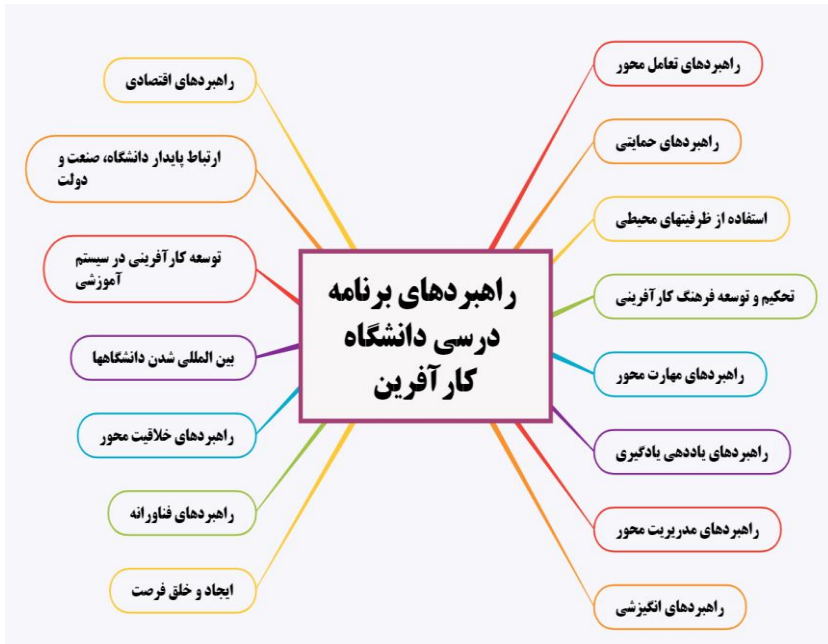 راهبردهای برنامه
درسی دانشگاه
کارآفرین
راهبردهای تعامل محور
راهبردهای حمایتی
استفاده از ظرفیتهای محیطی
تحکیم و توسعه فرهنگ کارآفرینی
راهبردهای مهارت محور
راهبردهای یاددهی یادگیری
راهبردهای مدریریت محور
راهبردهای انگیزشی
راهبردهای اقتصادی
ارتباط پایدار دانشگاه، صنعت و
دولت
توسعه کارآفرینی در سیستم
آموزشی
بین المللی شدن دانشگاهها
راهبردهای خلاقیت محور
راهبردهای فناورانه
ایجاد و خلق فرصت